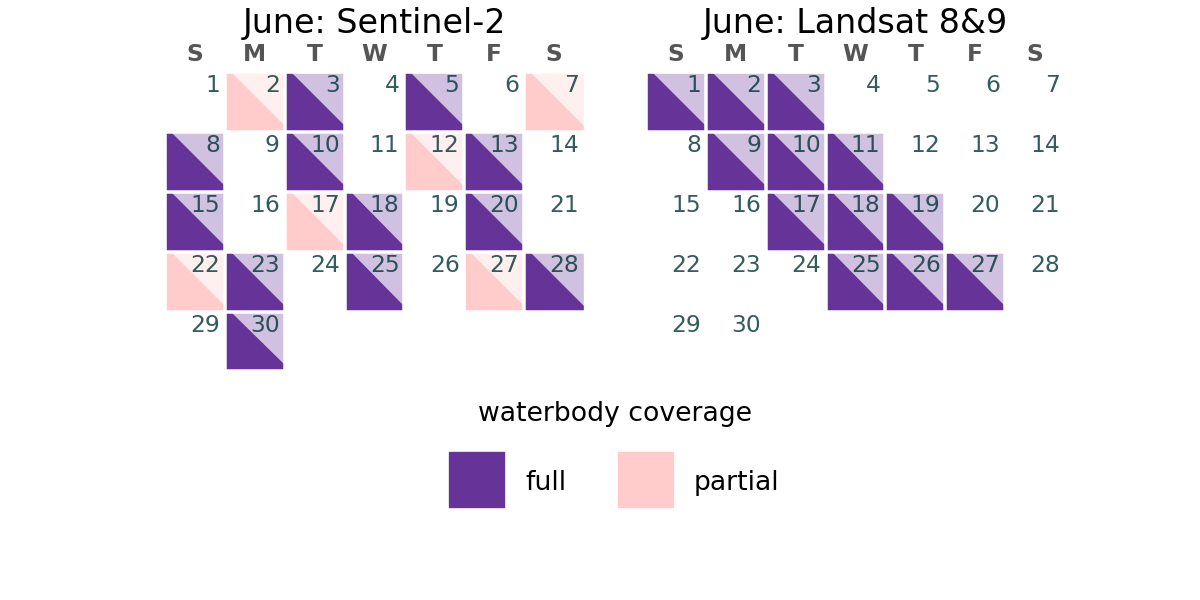 June: Sentinel-2
S M T W T F S
1 2 3 4 5 6 7
8 9 10 11 12 13 14
15 16 17 18 19 20 21
22 23 24 25 26 27 28
29 30
June: Landsat 8&9
S M T W T F S
1 2 3 4 5 6 7
8 9 10 11 12 13 14
15 16 17 18 19 20 21
22 23 24 25 26 27 28
29 30
waterbody coverage
full partial